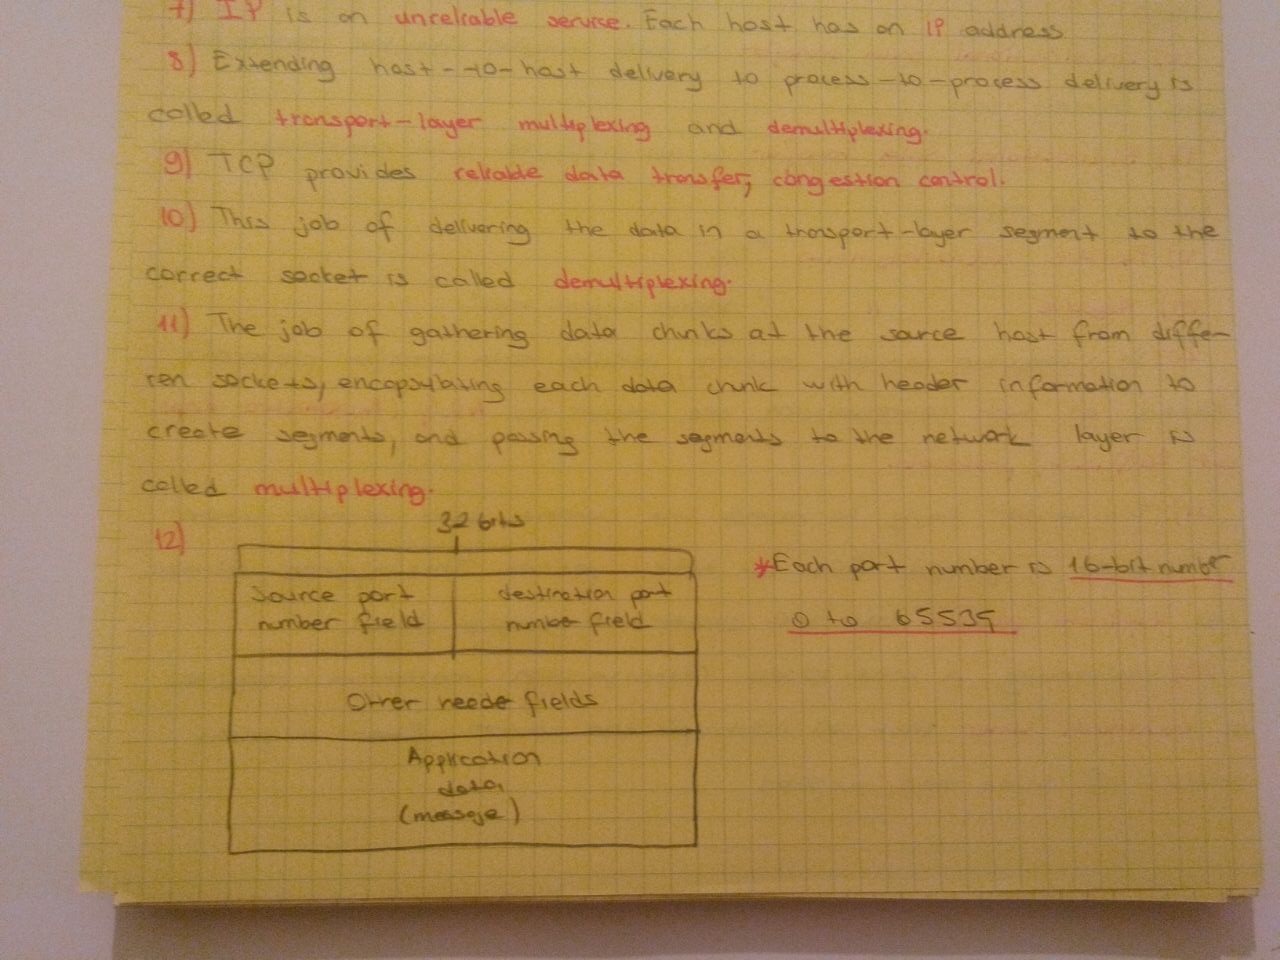 7) IP is an unreliable service. Each host has an IP address
8) Extending host-to-host delivery to process-to-process delivery is
called transport-layer multiplexing and demultiplexing.
9) TCP provides reliable data transfer, congestion control.
10) This job of delivering the data in a transport-layer segment to the
correct socket is called demultiplexing.
11) The job of gathering data chunks at the source host from differe-
ren sockets, encapsulating each data chunk with header information to
create segments, and passing the segments to the network layer is
called multiplexing.
12)
32 bits
source port destination port
number field number field
Other header fields
Application
data
(message)
*Each port number is 16-bit number
0 to 65535